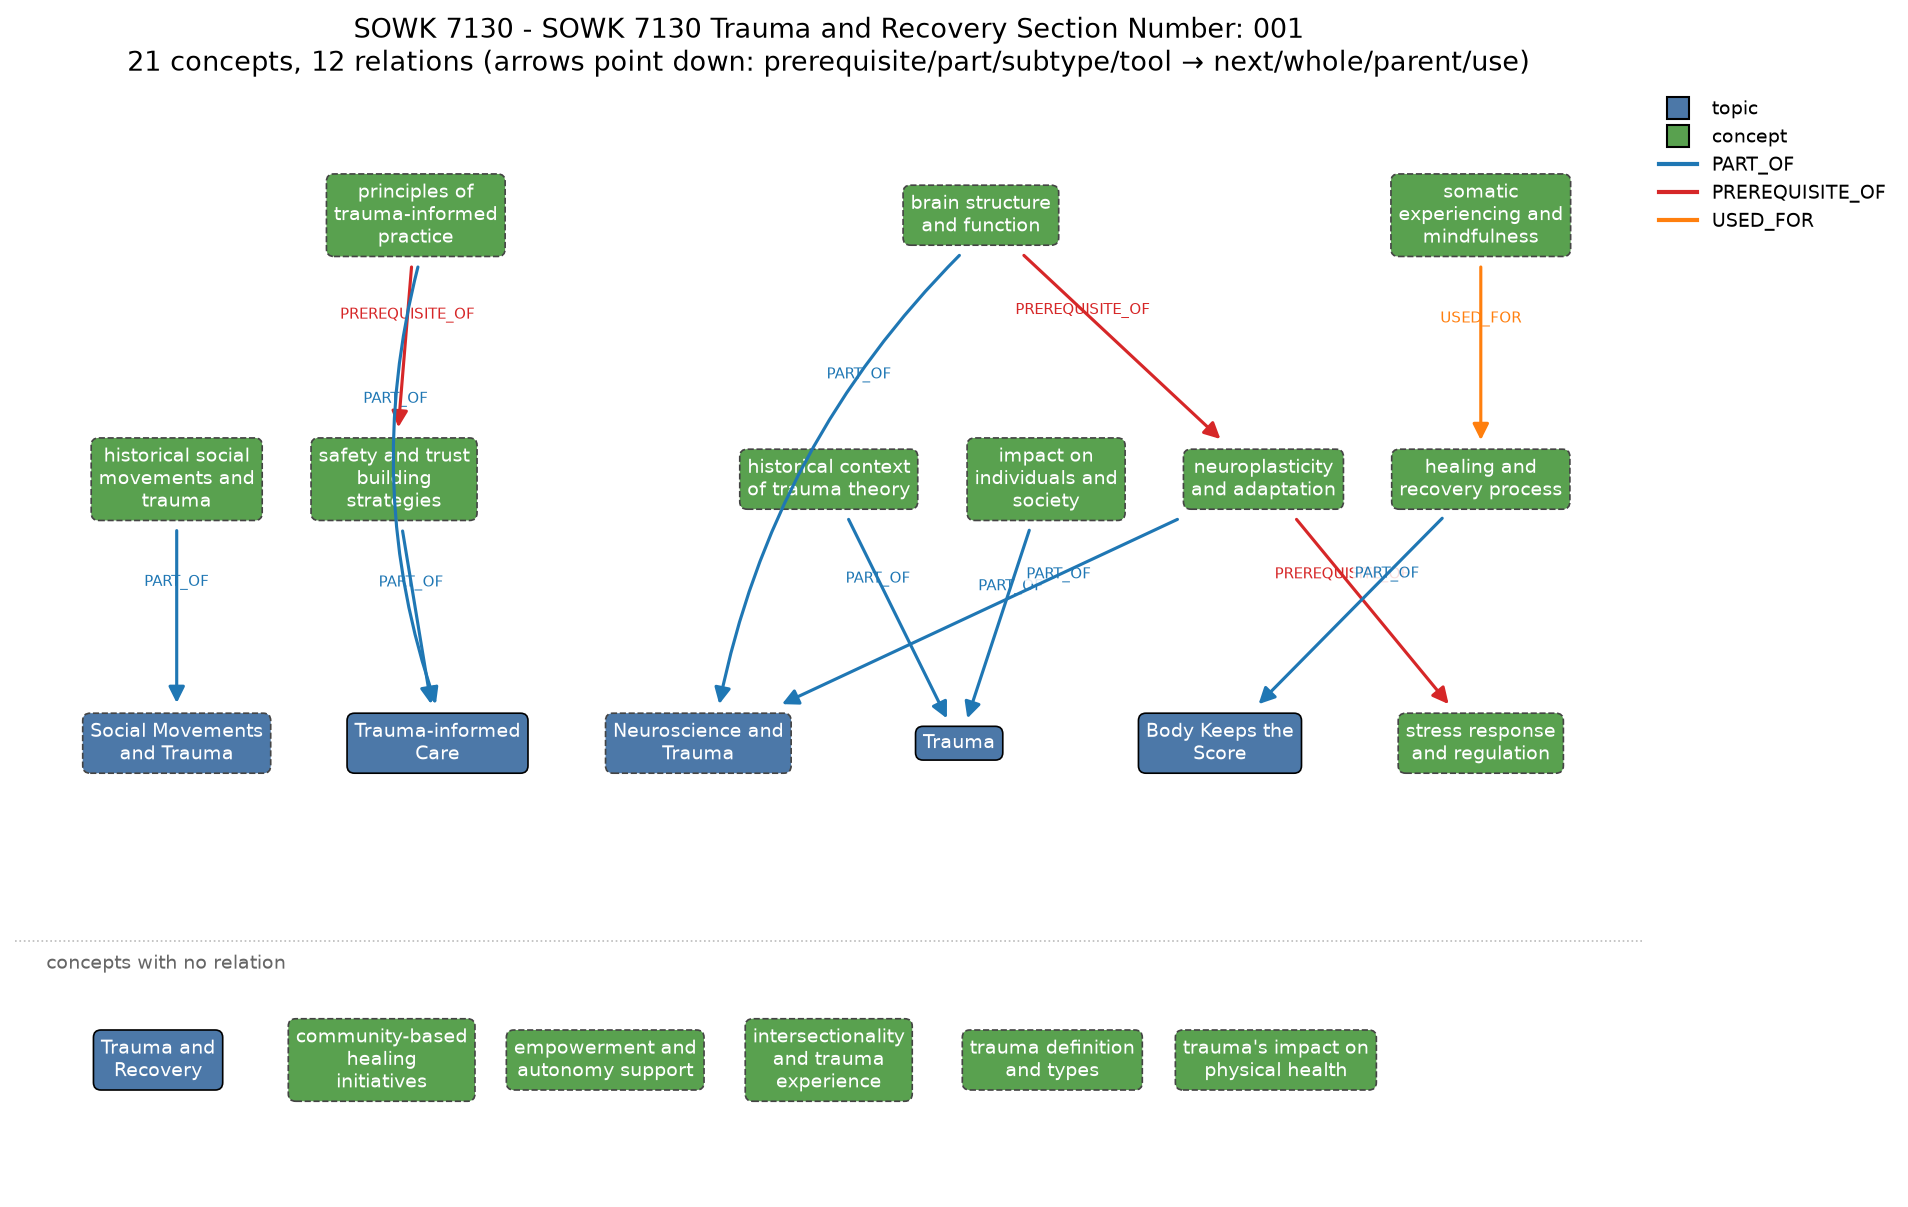 SOWK 7130 - SOWK 7130 Trauma and Recovery Section Number: 001
21 concepts, 12 relations (arrows point down: prerequisite/part/subtype/tool → next/whole/parent/use)
topic
concept
PART_OF
PREREQUISITE_OF
USED_FOR
principles of
trauma-informed
practice
brain structure
and function
somatic
experiencing and
mindfulness
PREREQUISITE_OF
PREREQUISITE_OF
USED_FOR
PART_OF
PART_OF
historical social
movements and
trauma
safety and trust
building
strategies
historical context
of trauma theory
impact on
individuals and
society
neuroplasticity
and adaptation
healing and
recovery process
PART_OF
PART_OF
PART_OF
PART_OF
PART_OF
PART_OF
Social Movements
and Trauma
Trauma-informed
Care
Neuroscience and
Trauma
Trauma
Body Keeps the
Score
stress response
and regulation
concepts with no relation
Trauma and
Recovery
community-based
healing
initiatives
empowerment and
autonomy support
intersectionality
and trauma
experience
trauma definition
and types
trauma's impact on
physical health